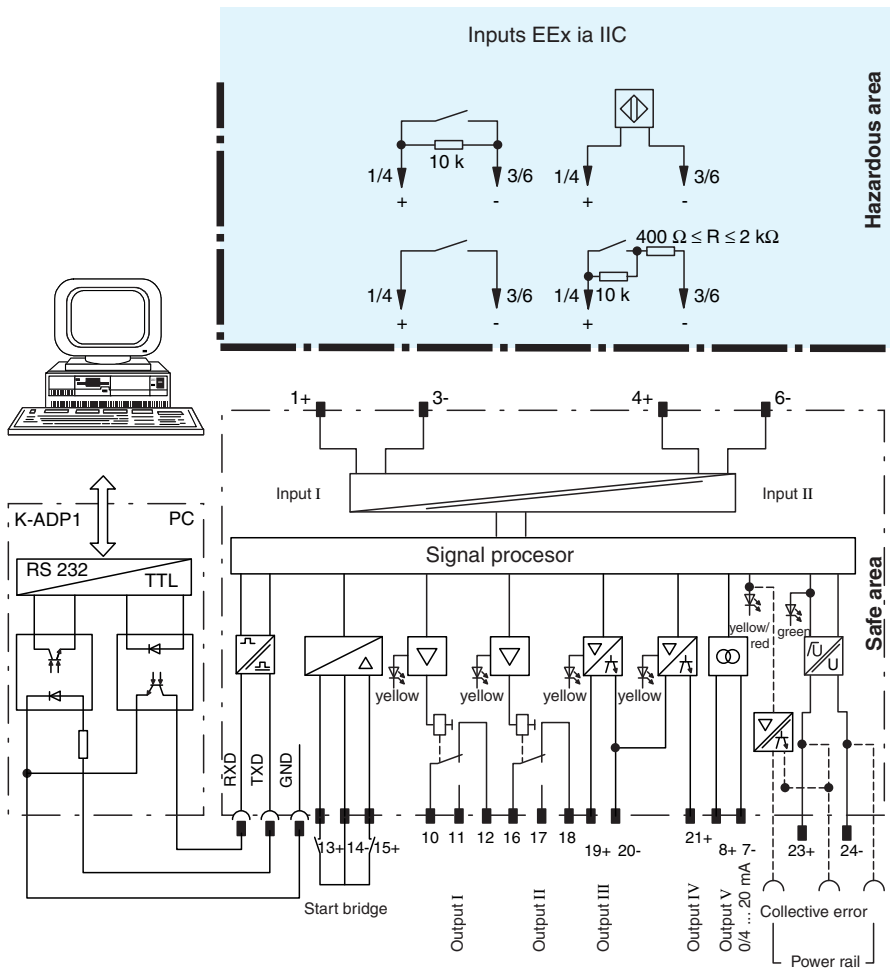 Inputs EEx ia IIC
Hazardous area
10 k
1/4
3/6
1/4
3/6
+
-
+
-
400 Ω ≤ R ≤ 2 kΩ
1/4
3/6
1/4
10 k
3/6
+
-
+
-
1+
3-
4+
6-
Input I
Input II
K-ADP1
PC
RS 232
TTL
Signal procesor
Safe area
yellow
yellow
yellow
yellow
yellow/
red
green
U
U
RXD
TXD
GND
13+
14-
15+
10
11
12
16
17
18
19+
20-
21+
8+
7-
23+
24-
Start bridge
Output I
Output II
Output III
Output IV
Output V
0/4 ... 20 mA
Collective error
Power rail